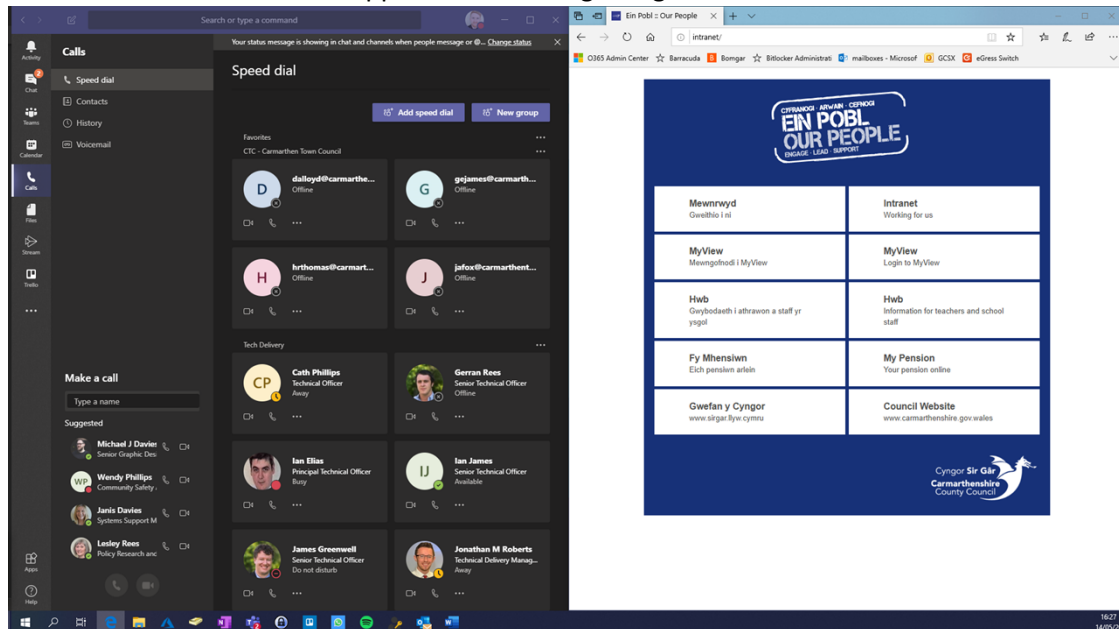 Search or type a command
Activity
Chat
2
Teams
Calendar
Calls
Files
Stream
Trello
Apps
Help
Calls
Speed dial
Contacts
History
Voicemail
Make a call
Type a name
Suggested
Michael J Davies
Senior Graphic Des
WP
Wendy Phillips
Community Safety
Janis Davies
Systems Support M
Lesley Rees
Policy Research anc
Your status message is showing in chat and channels when people message or @... Change status
Speed dial
Add speed dial
New group
Favorites
CTC - Carmarthen Town Council
D
dalloyd@carmarthe...
Offline
G
gejames@carmarth...
Offline
H
hrthomas@carmart...
Offline
J
jafox@carmarthent...
Offline
Tech Delivery
CP
Cath Phillips
Technical Officer
Away
Gerran Rees
Senior Technical Officer
Offline
Ian Elias
Principal Technical Officer
Busy
IJ
Ian James
Senior Technical Officer
Available
James Greenwell
Senior Technical Officer
Do not disturb
Jonathan M Roberts
Technical Delivery Manag...
Away
Ein Pobl :: Our People
intranet/
O365 Admin Center
Barracuda
Bomgar
Bitlocker Administrati
mailboxes - Microsof
GCSX
eGress Switch
CYFRANOGI · ARWAIN · CEFNOGI
EIN POBL
OUR PEOPLE
ENGAGE · LEAD · SUPPORT
Mewnrwyd
Gweithio i ni
Intranet
Working for us
MyView
Mewngofnodi i MyView
MyView
Login to MyView
Hwb
Gwybodaeth i athrawon a staff yr
ysgol
Hwb
Information for teachers and school
staff
Fy Mhensiwn
Eich pensiwn arlein
My Pension
Your pension online
Gwefan y Cyngor
www.sirgar.llyw.cymru
Council Website
www.carmarthenshire.gov.wales
Cyngor Sir Gâr
Carmarthenshire
County Council
16:27